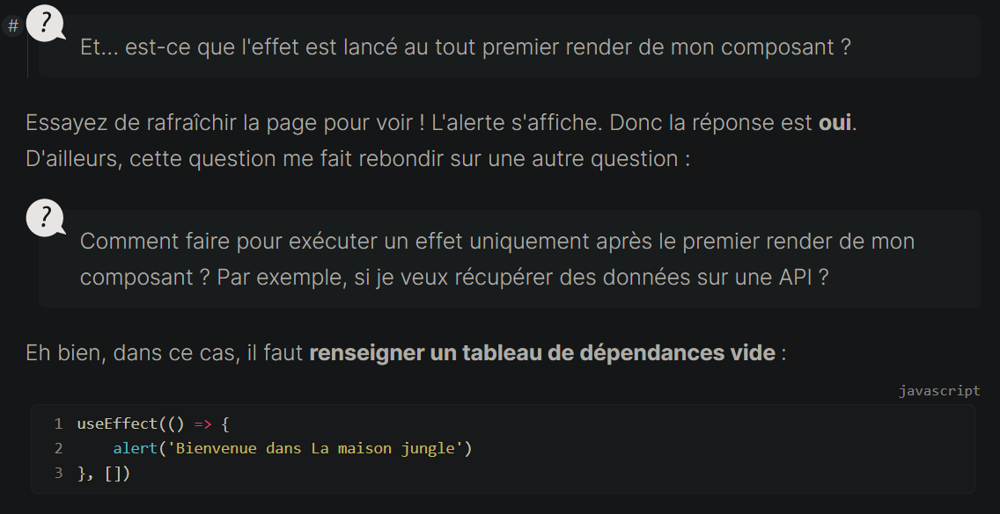 #
?
Et... est-ce que l'effet est lancé au tout premier render de mon composant ?
Essayez de rafraîchir la page pour voir ! L'alerte s'affiche. Donc la réponse est oui.
D'ailleurs, cette question me fait rebondir sur une autre question :
?
Comment faire pour exécuter un effet uniquement après le premier render de mon
composant ? Par exemple, si je veux récupérer des données sur une API ?
Eh bien, dans ce cas, il faut renseigner un tableau de dépendances vide :
javascript
1 useEffect(() => {
2     alert('Bienvenue dans La maison jungle')
3 }, [])